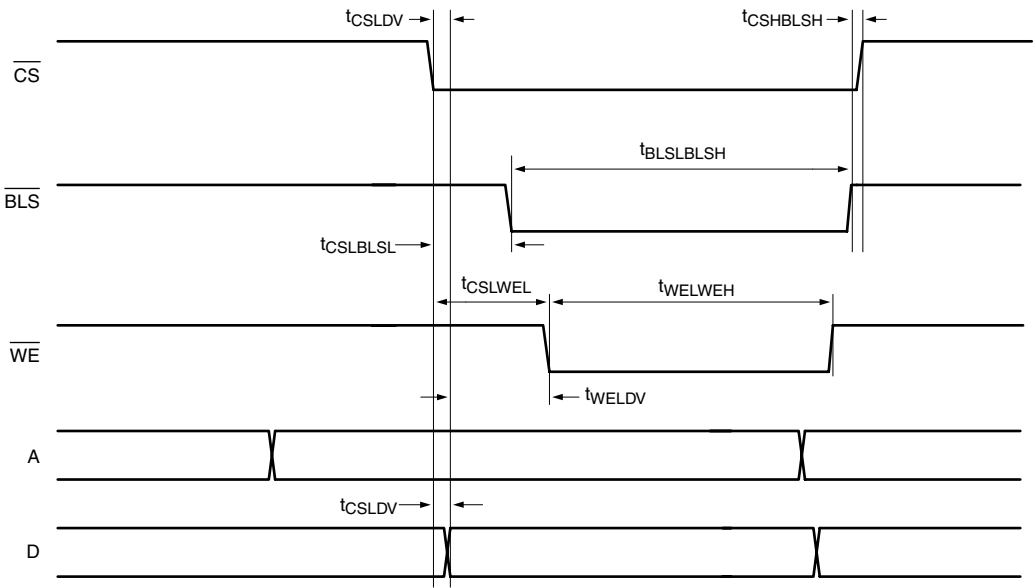 tCSLDV tCSHBLSH
CS
tBLSLBLSH
BLS
tCSLBLSL
tCSLWEL tWELWEH
WE
tWELDV
A
tCSLDV
D